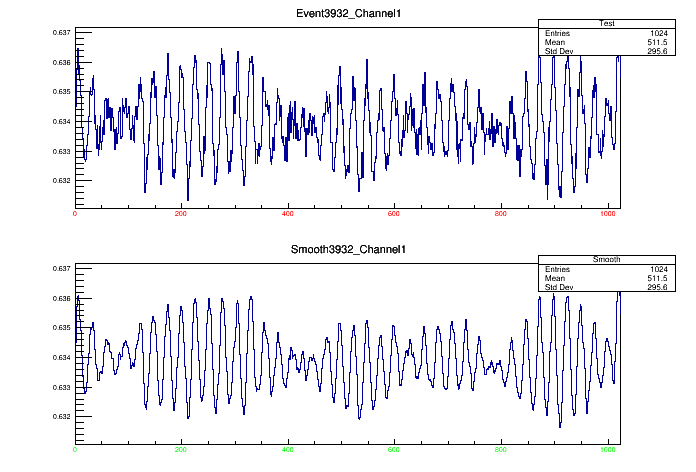 Event3932_Channel1
Test
Entries 1024
Mean 511.5
Std Dev 295.6
0.637
0.636
0.635
0.634
0.633
0.632
0 200 400 600 800 1000
Smooth3932_Channel1
Smooth
Entries 1024
Mean 511.5
Std Dev 295.6
0.637
0.636
0.635
0.634
0.633
0.632
0 200 400 600 800 1000